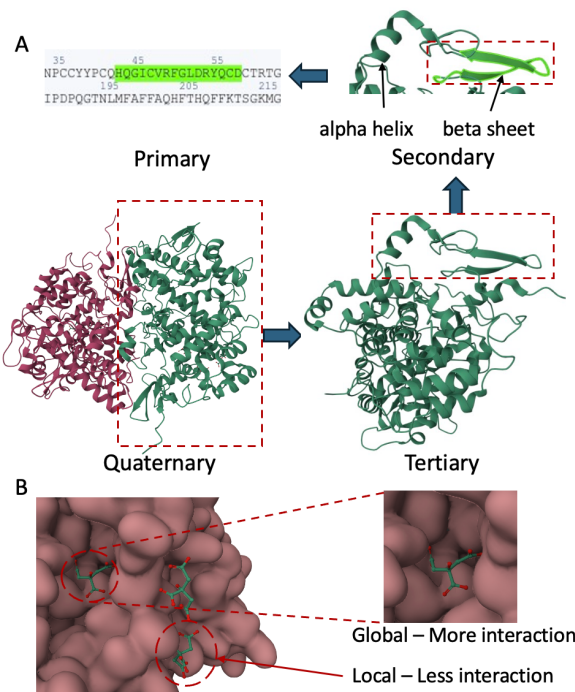 A
35 45 55
NPCCYYPCQHQGICVRFGLDRYQCDCTRTG
195 205 215
IPDPQGTNLMFAFFAQHFTHQFFKTSGKMG
alpha helix beta sheet
Primary Secondary
Quaternary Tertiary
B
Global – More interaction
Local – Less interaction